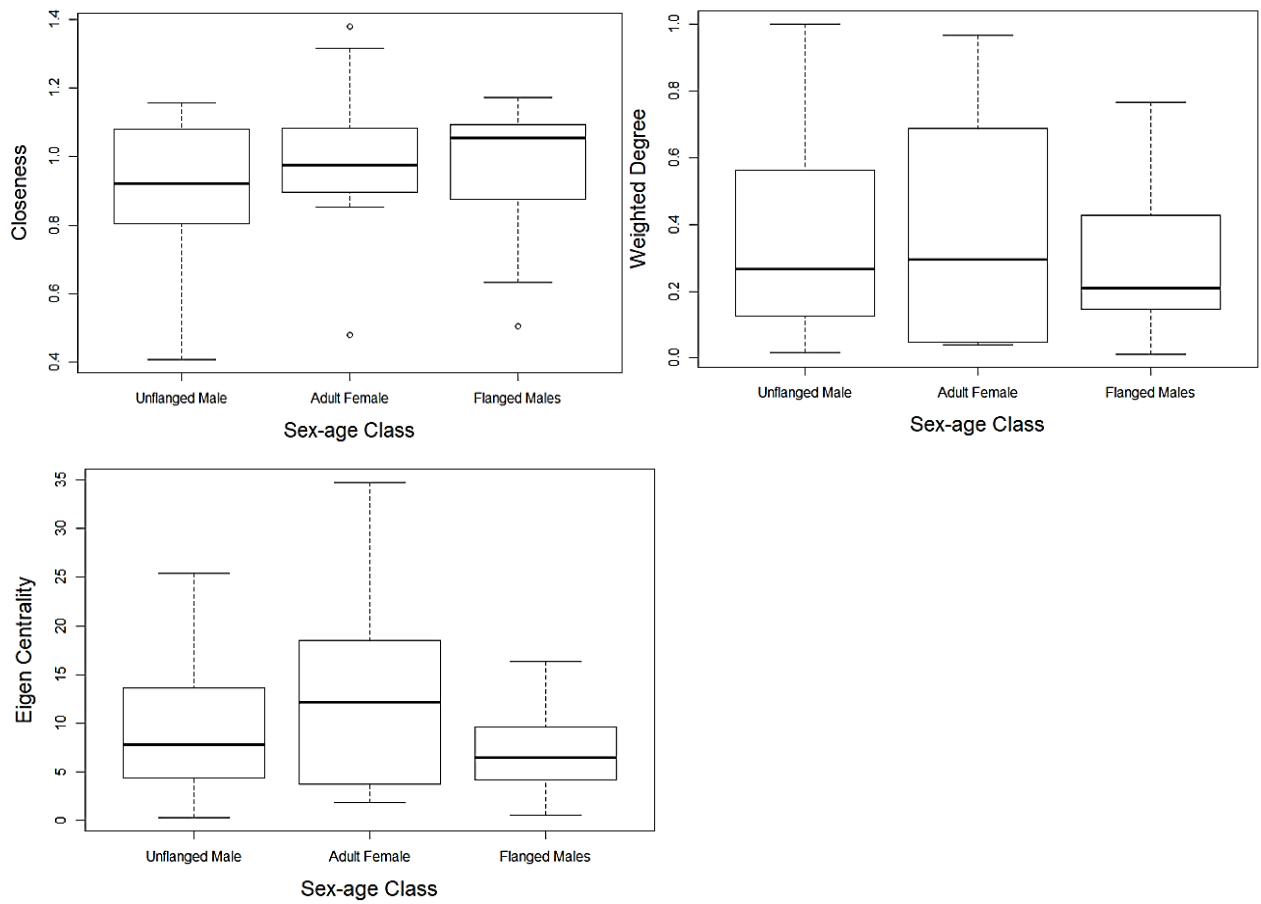 Closeness
1.4
1.2
1.0
0.8
0.6
0.4
Unflanged Male Adult Female Flanged Males
Sex-age Class
Weighted Degree
1.0
0.8
0.6
0.4
0.2
0.0
Unflanged Male Adult Female Flanged Males
Sex-age Class
Eigen Centrality
35
30
25
20
15
10
5
0
Unflanged Male Adult Female Flanged Males
Sex-age Class